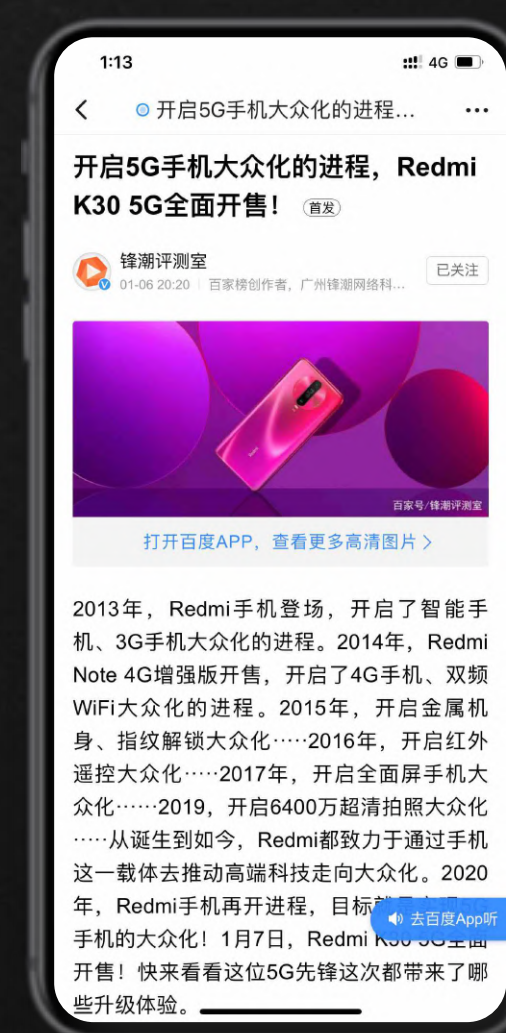 1:13
4G
开启5G手机大众化的进程...
开启5G手机大众化的进程，Redmi
K30 5G全面开售！ 首发
锋潮评测室
已关注
01-06 20:20 百家榜创作者，广州锋潮网络科...
Redmi
百家号/锋潮评测室
打开百度APP，查看更多高清图片
2013年，Redmi手机登场，开启了智能手
机、3G手机大众化的进程。2014年，Redmi
Note 4G增强版开售，开启了4G手机、双频
WiFi大众化的进程。2015年，开启金属机
身、指纹解锁大众化·····2016年，开启红外
遥控大众化·····2017年，开启全面屏手机大
众化······2019，开启6400万超清拍照大众化
·····从诞生到如今，Redmi都致力于通过手机
这一载体去推动高端科技走向大众化。2020
年，Redmi手机再开进程，目标
去百度App听
手机的大众化！1月7日，Redmi K30 5G全面
开售！快来看看这位5G先锋这次都带来了哪
些升级体验。